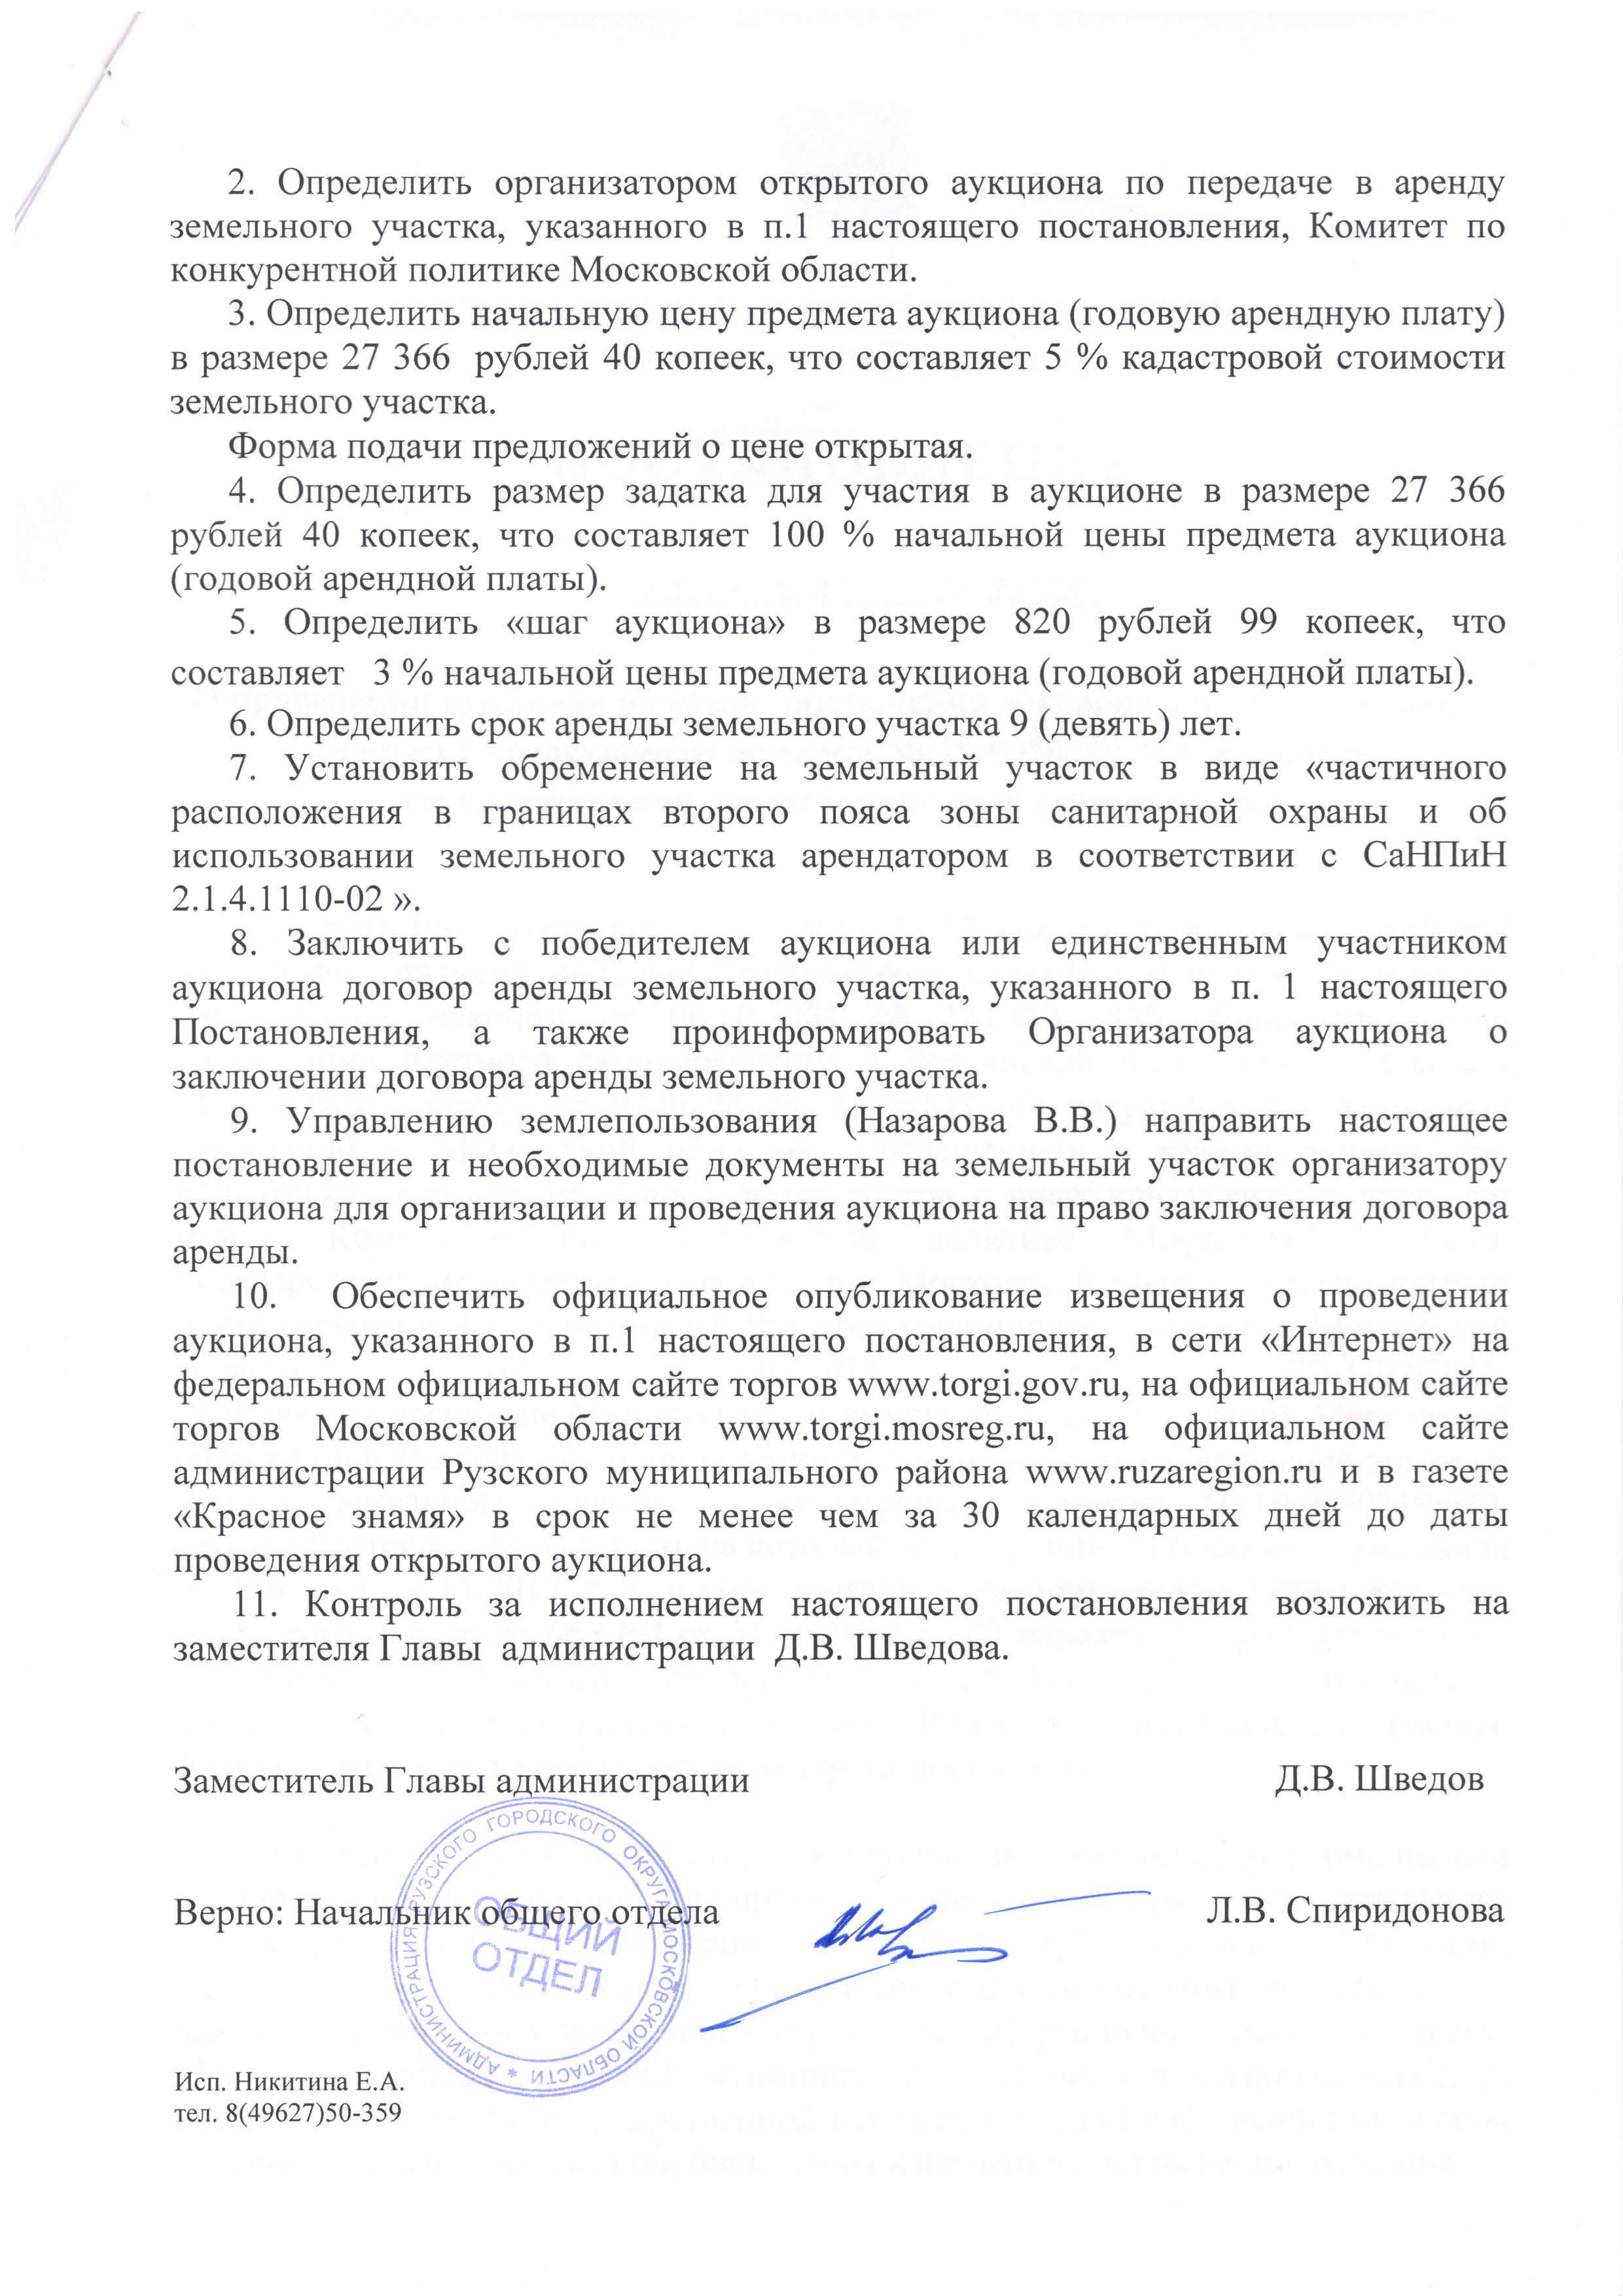 2. Определить организатором открытого аукциона по передаче в аренду
земельного участка, указанного в п.1 настоящего постановления, Комитет по
конкурентной политике Московской области.
3. Определить начальную цену предмета аукциона (годовую арендную плату)
в размере 27 366 рублей 40 копеек, что составляет 5 % кадастровой стоимости
земельного участка.
Форма подачи предложений о цене открытая.
4. Определить размер задатка для участия в аукционе в размере 27 366
рублей 40 копеек, что составляет 100 % начальной цены предмета аукциона
(годовой арендной платы).
5. Определить «шаг аукциона» в размере 820 рублей 99 копеек, что
составляет 3 % начальной цены предмета аукциона (годовой арендной платы).
6. Определить срок аренды земельного участка 9 (девять) лет.
7. Установить обременение на земельный участок в виде «частичного
расположения в границах второго пояса зоны санитарной охраны и об
использовании земельного участка арендатором в соответствии с СаНПиН
2.1.4.1110-02 ».
8. Заключить с победителем аукциона или единственным участником
аукциона договор аренды земельного участка, указанного в п. 1 настоящего
Постановления, а также проинформировать Организатора аукциона о
заключении договора аренды земельного участка.
9. Управлению землепользования (Назарова В.В.) направить настоящее
постановление и необходимые документы на земельный участок организатору
аукциона для организации и проведения аукциона на право заключения договора
аренды.
10. Обеспечить официальное опубликование извещения о проведении
аукциона, указанного в п.1 настоящего постановления, в сети «Интернет» на
федеральном официальном сайте торгов www.torgi.gov.ru, на официальном сайте
торгов Московской области www.torgi.mosreg.ru, на официальном сайте
администрации Рузского муниципального района www.ruzaregion.ru и в газете
«Красное знамя» в срок не менее чем за 30 календарных дней до даты
проведения открытого аукциона.
11. Контроль за исполнением настоящего постановления возложить на
заместителя Главы администрации Д.В. Шведова.
Заместитель Главы администрации Д.В. Шведов
Верно: Начальник общего отдела Л.В. Спиридонова
АДМИНИСТРАЦИЯ РУЗСКОГО ГОРОДСКОГО ОКРУГА МОСКОВСКОЙ ОБЛАСТИ *
ОБЩИЙ
ОТДЕЛ
Исп. Никитина Е.А.
тел. 8(49627)50-359